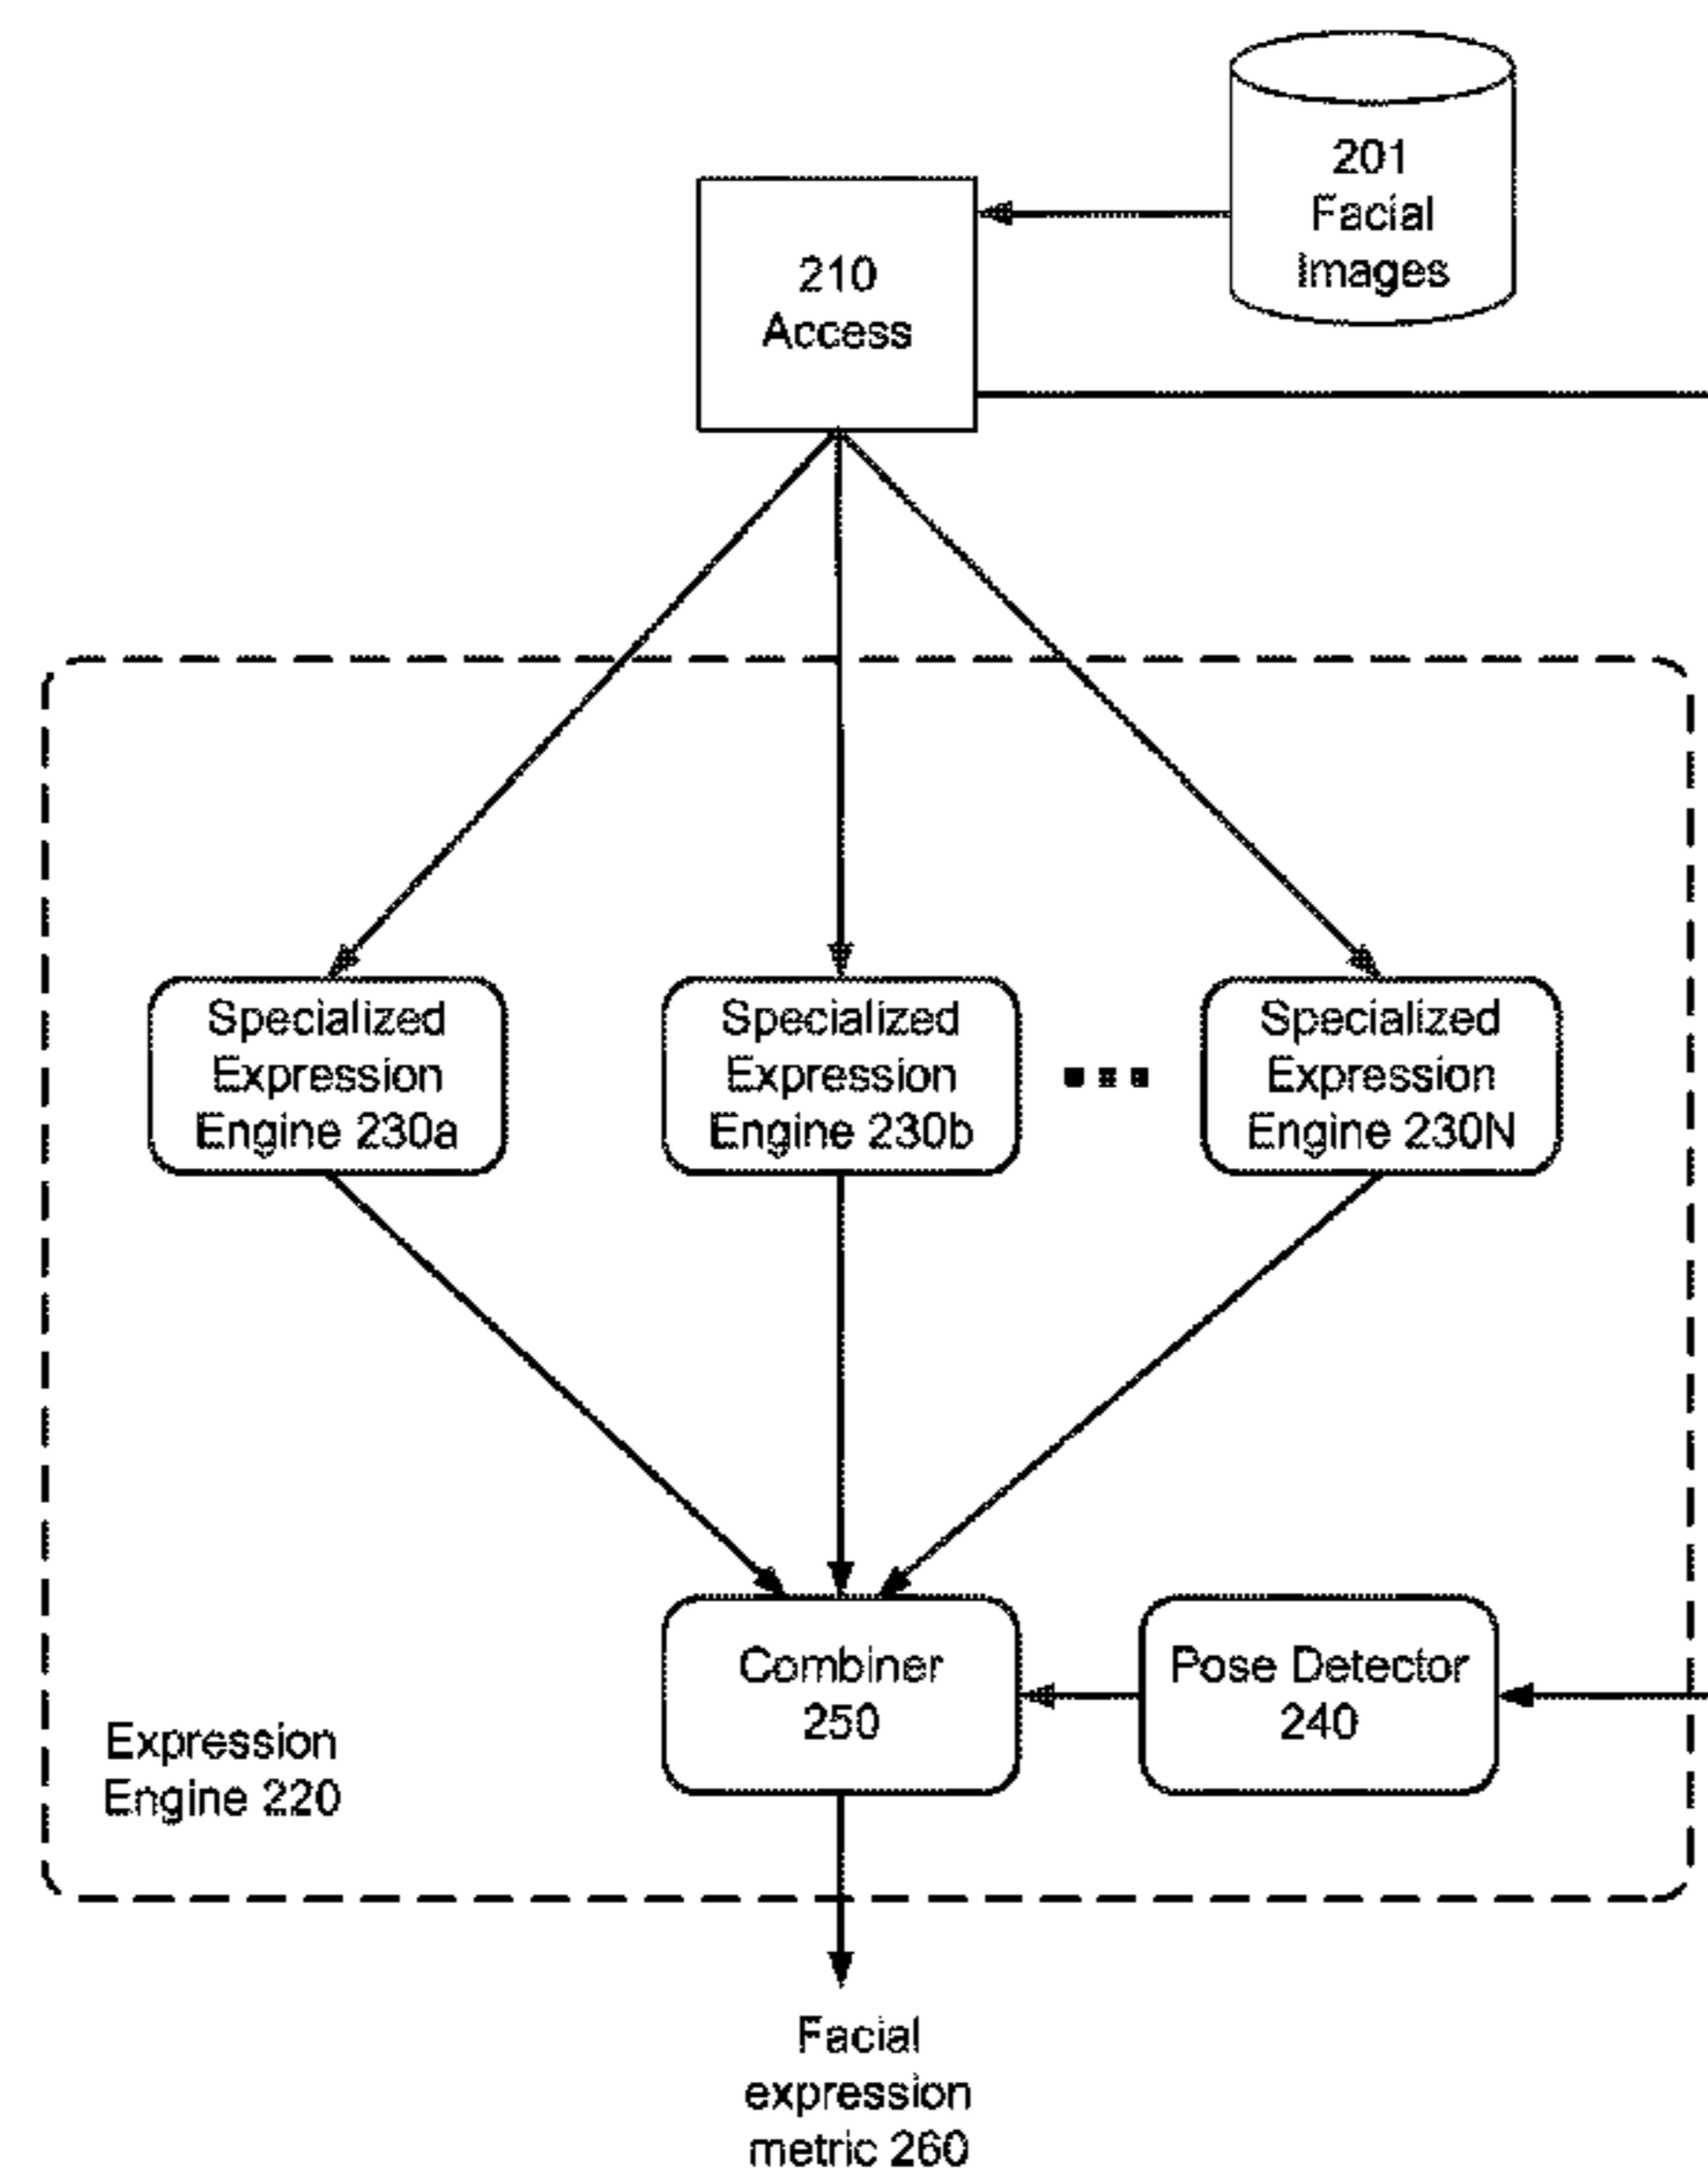 201
Facial
Images
210
Access
Specialized
Expression
Engine 230a
Specialized
Expression
Engine 230b
Specialized
Expression
Engine 230N
Combiner
250
Pose Detector
240
Expression
Engine 220
Facial
expression
metric 260